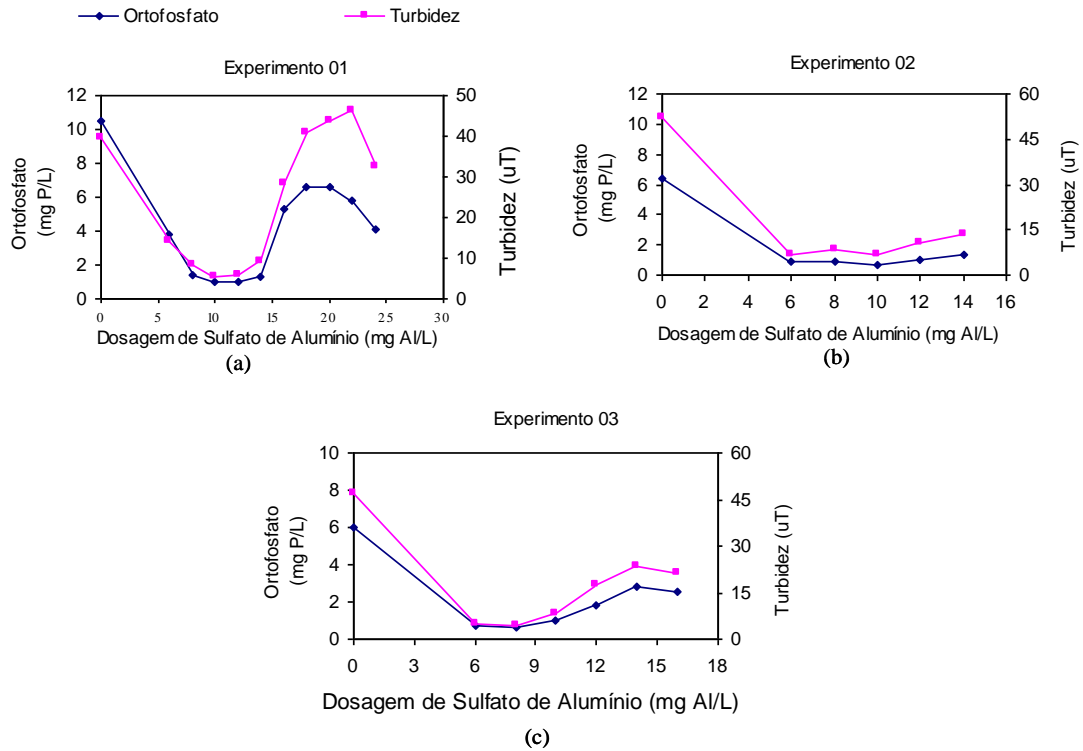 Ortofosfato Turbidez
Experimento 01
12
10
8
6
4
2
0
Ortofosfato
(mg P/L)
50
40
30
20
10
0
Turbidez (uT)
0 5 10 15 20 25 30
Dosagem de Sulfato de Alumínio (mg Al/L)
(a)
Experimento 02
12
10
8
6
4
2
0
Ortofosfato
(mg P/L)
60
45
30
15
0
Turbidez (uT)
0 2 4 6 8 10 12 14 16
Dosagem de Sulfato de Alumínio (mg Al/L)
(b)
Experimento 03
10
8
6
4
2
0
Ortofosfato
(mg P/L)
60
45
30
15
0
Turbidez (uT)
0 3 6 9 12 15 18
Dosagem de Sulfato de Alumínio (mg Al/L)
(c)